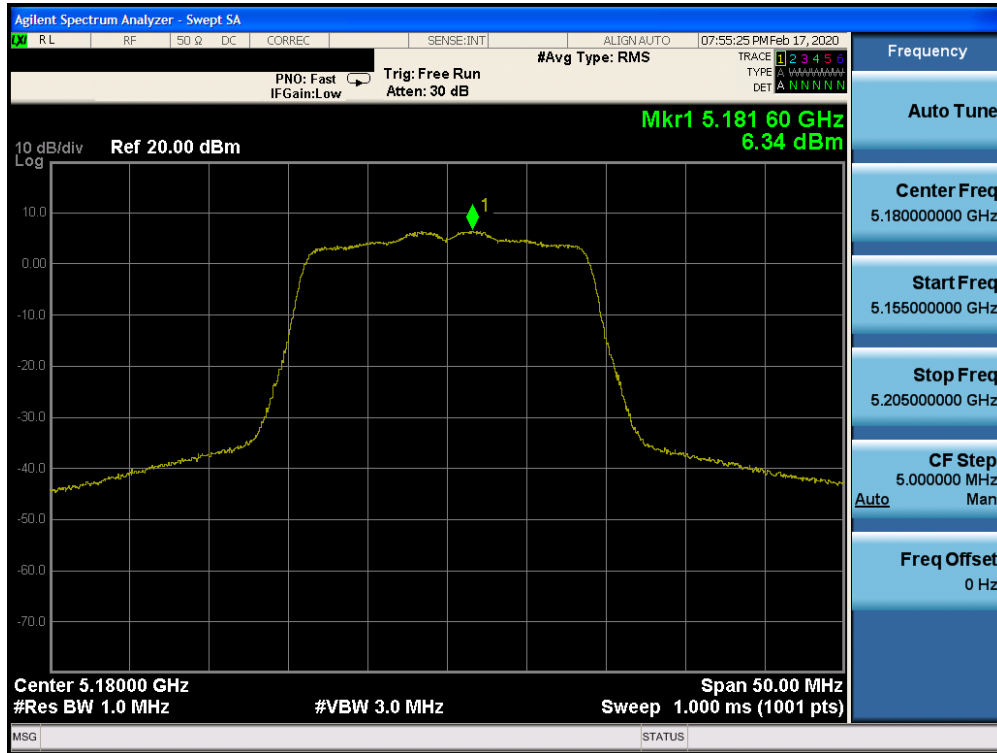 Agilent Spectrum Analyzer - Swept SA
LXI RL RF 50 Ω DC CORREC SENSE:INT ALIGN AUTO 07:55:25 PM Feb 17, 2020
#Avg Type: RMS TRACE 1 2 3 4 5 6
PNO: Fast Trig: Free Run TYPE A WWWWW
IFGain:Low Atten: 30 dB DET A N N N N N
Mkr1 5.181 60 GHz
6.34 dBm
10 dB/div Ref 20.00 dBm
Log
1
10.0
0.00
-10.0
-20.0
-30.0
-40.0
-50.0
-60.0
-70.0
Center 5.18000 GHz Span 50.00 MHz
#Res BW 1.0 MHz #VBW 3.0 MHz Sweep 1.000 ms (1001 pts)
MSG STATUS
Frequency
Auto Tune
Center Freq
5.180000000 GHz
Start Freq
5.155000000 GHz
Stop Freq
5.205000000 GHz
CF Step
5.000000 MHz
Auto Man
Freq Offset
0 Hz